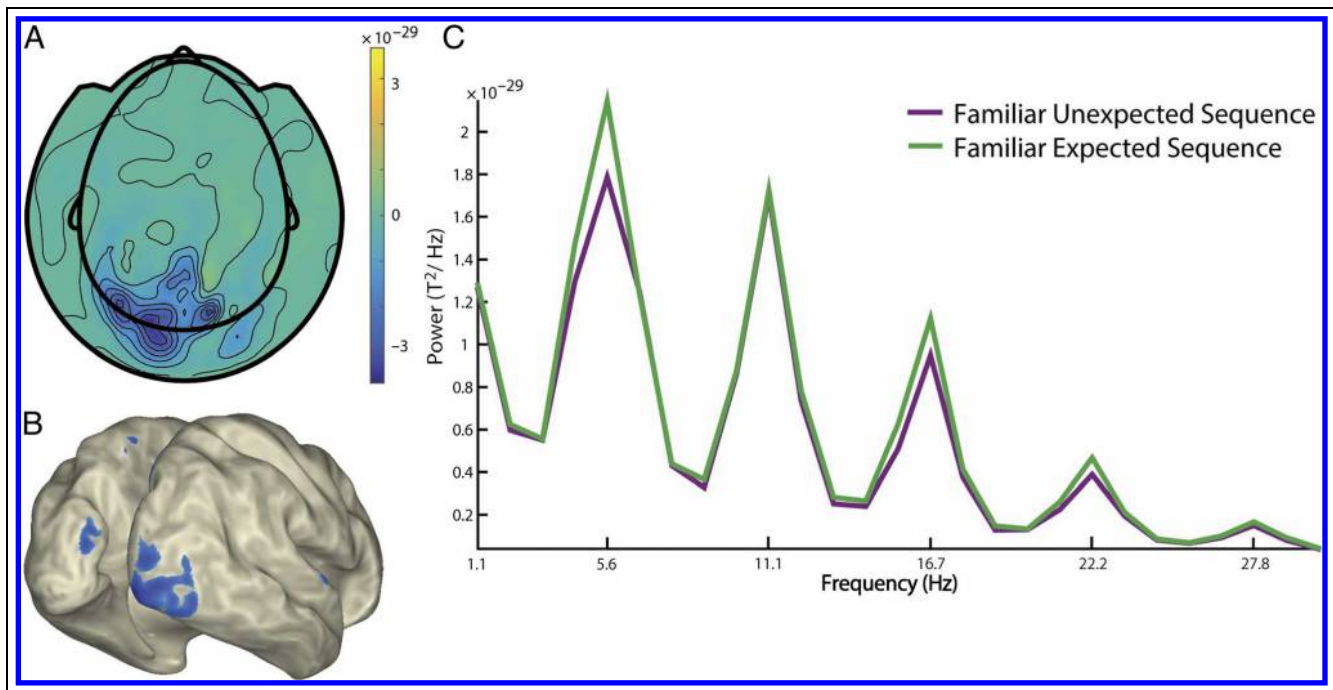 A
×10⁻²⁹
3
0
−3
B
C
×10⁻²⁹
Familiar Unexpected Sequence
Familiar Expected Sequence
Power (T²/ Hz)
2
1.8
1.6
1.4
1.2
1
0.8
0.6
0.4
0.2
1.1 5.6 11.1 16.7 22.2 27.8
Frequency (Hz)